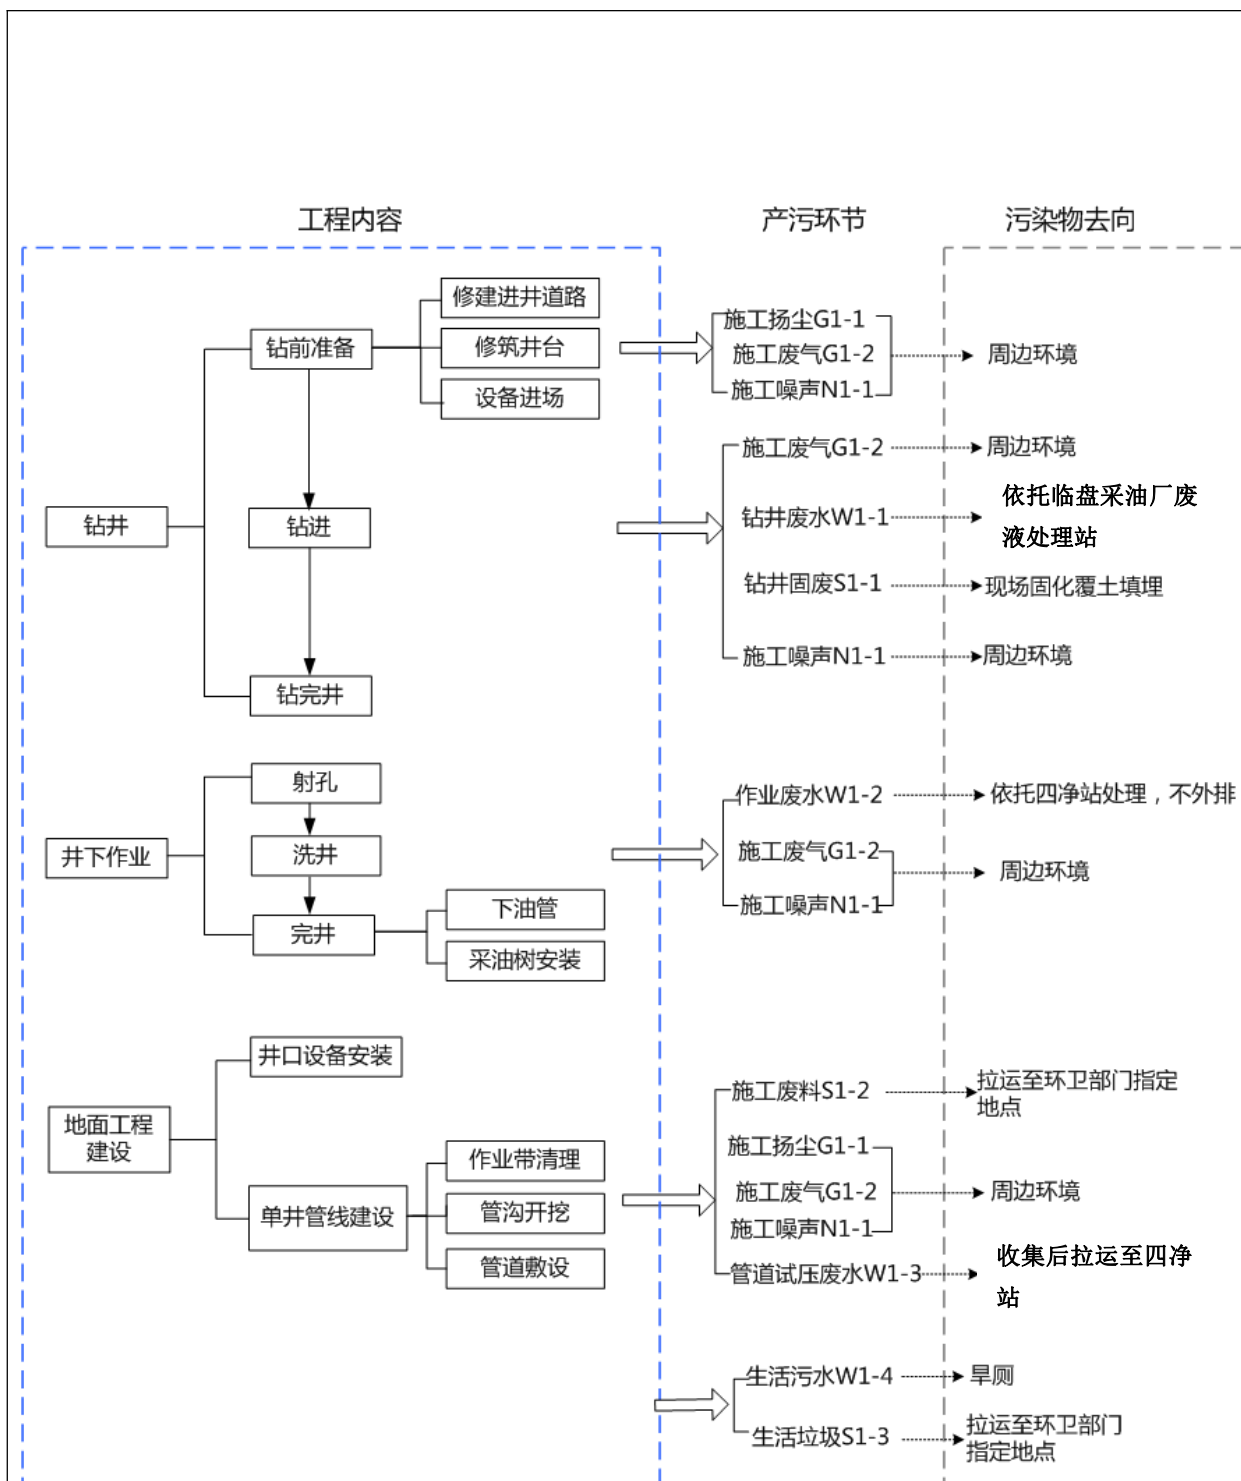 工程内容
产污环节
污染物去向
修建进井道路
钻前准备
修筑井台
设备进场
施工扬尘G1-1
施工废气G1-2
施工噪声N1-1
周边环境
钻井
钻进
钻完井
施工废气G1-2
周边环境
钻井废水W1-1
依托临盘采油厂废
液处理站
钻井固废S1-1
现场固化覆土填埋
施工噪声N1-1
周边环境
井下作业
射孔
洗井
完井
下油管
采油树安装
作业废水W1-2
依托四净站处理，不外排
施工废气G1-2
施工噪声N1-1
周边环境
地面工程
建设
井口设备安装
单井管线建设
作业带清理
管沟开挖
管道敷设
施工废料S1-2
拉运至环卫部门指定
地点
施工扬尘G1-1
施工废气G1-2
施工噪声N1-1
周边环境
管道试压废水W1-3
收集后拉运至四净
站
生活污水W1-4
旱厕
生活垃圾S1-3
拉运至环卫部门
指定地点